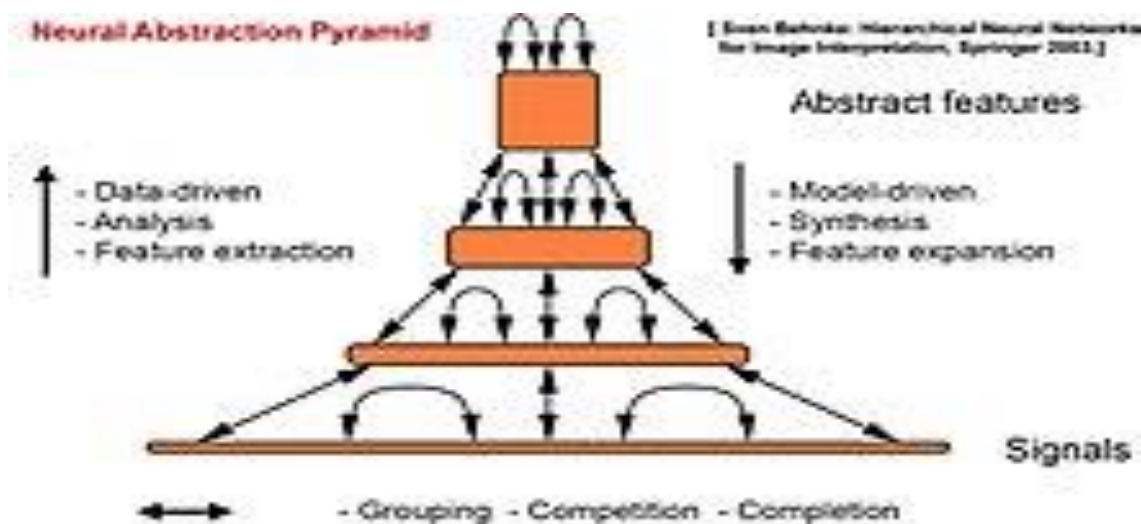 Neural Abstraction Pyramid
[ Sven Behnke: Hierarchical Neural Networks
for Image Interpretation, Springer 2003.]
Abstract features
- Data-driven
- Analysis
- Feature extraction
- Model-driven
- Synthesis
- Feature expansion
Signals
- Grouping - Competition - Completion